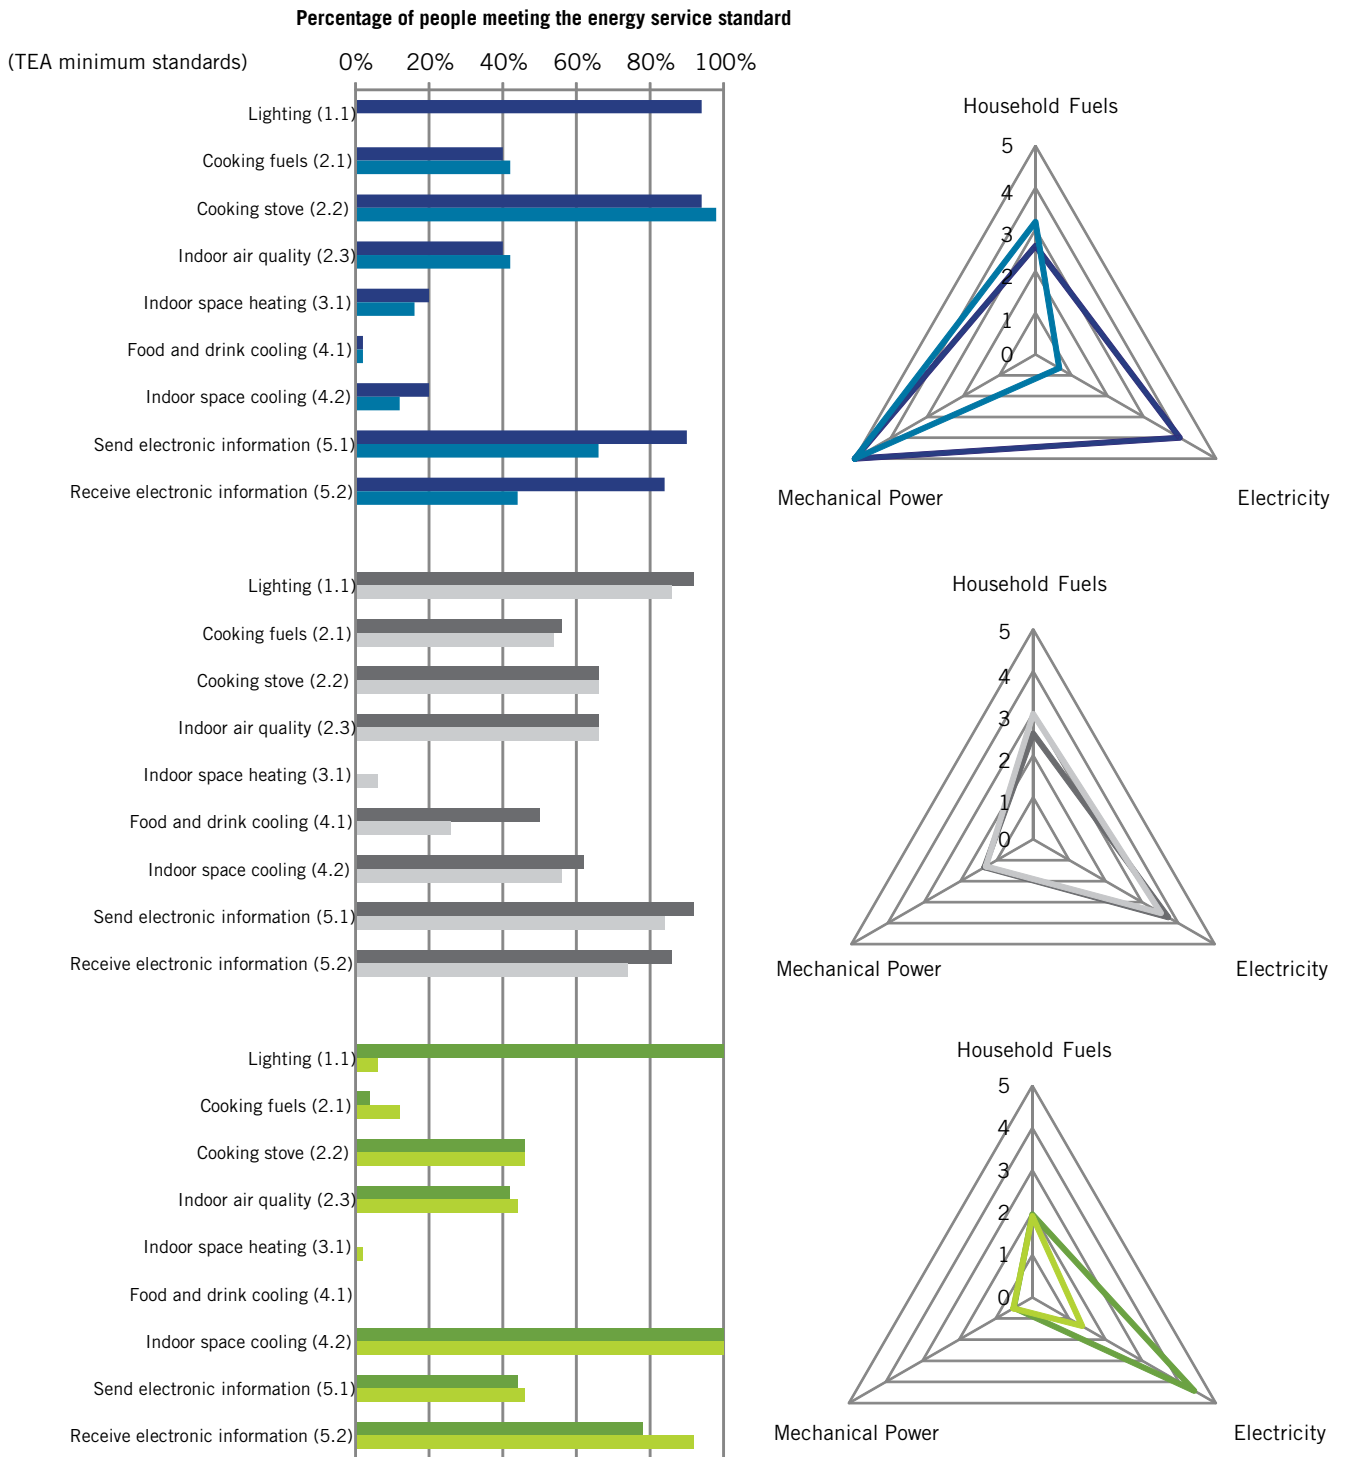 Percentage of people meeting the energy service standard
(TEA minimum standards) 0% 20% 40% 60% 80% 100%
Lighting (1.1)
Cooking fuels (2.1)
Cooking stove (2.2)
Indoor air quality (2.3)
Indoor space heating (3.1)
Food and drink cooling (4.1)
Indoor space cooling (4.2)
Send electronic information (5.1)
Receive electronic information (5.2)
Household Fuels
5
4
3
2
1
0
Mechanical Power Electricity
Lighting (1.1)
Cooking fuels (2.1)
Cooking stove (2.2)
Indoor air quality (2.3)
Indoor space heating (3.1)
Food and drink cooling (4.1)
Indoor space cooling (4.2)
Send electronic information (5.1)
Receive electronic information (5.2)
Household Fuels
5
4
3
2
1
0
Mechanical Power Electricity
Lighting (1.1)
Cooking fuels (2.1)
Cooking stove (2.2)
Indoor air quality (2.3)
Indoor space heating (3.1)
Food and drink cooling (4.1)
Indoor space cooling (4.2)
Send electronic information (5.1)
Receive electronic information (5.2)
Household Fuels
5
4
3
2
1
0
Mechanical Power Electricity